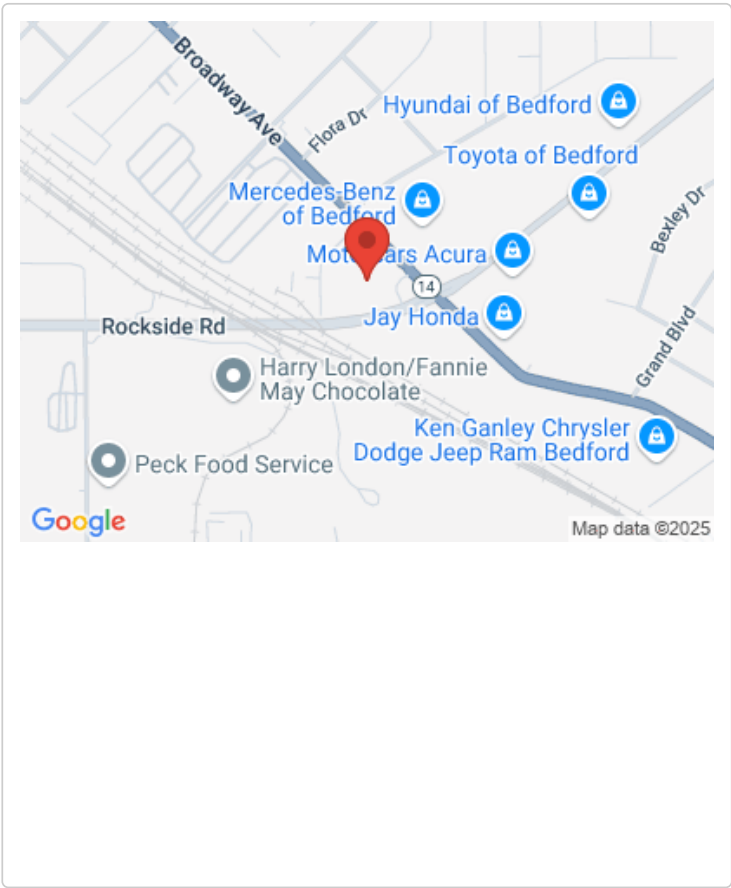 Broadway Ave
Flora Dr
Hyundai of Bedford
Toyota of Bedford
Mercedes-Benz
of Bedford
Bexley Dr
Acura
14
Jay Honda
Rockside Rd
Grand Blvd
Harry London/Fannie
May Chocolate
Ken Ganley Chrysler
Dodge Jeep Ram Bedford
Peck Food Service
Google
Map data ©2025